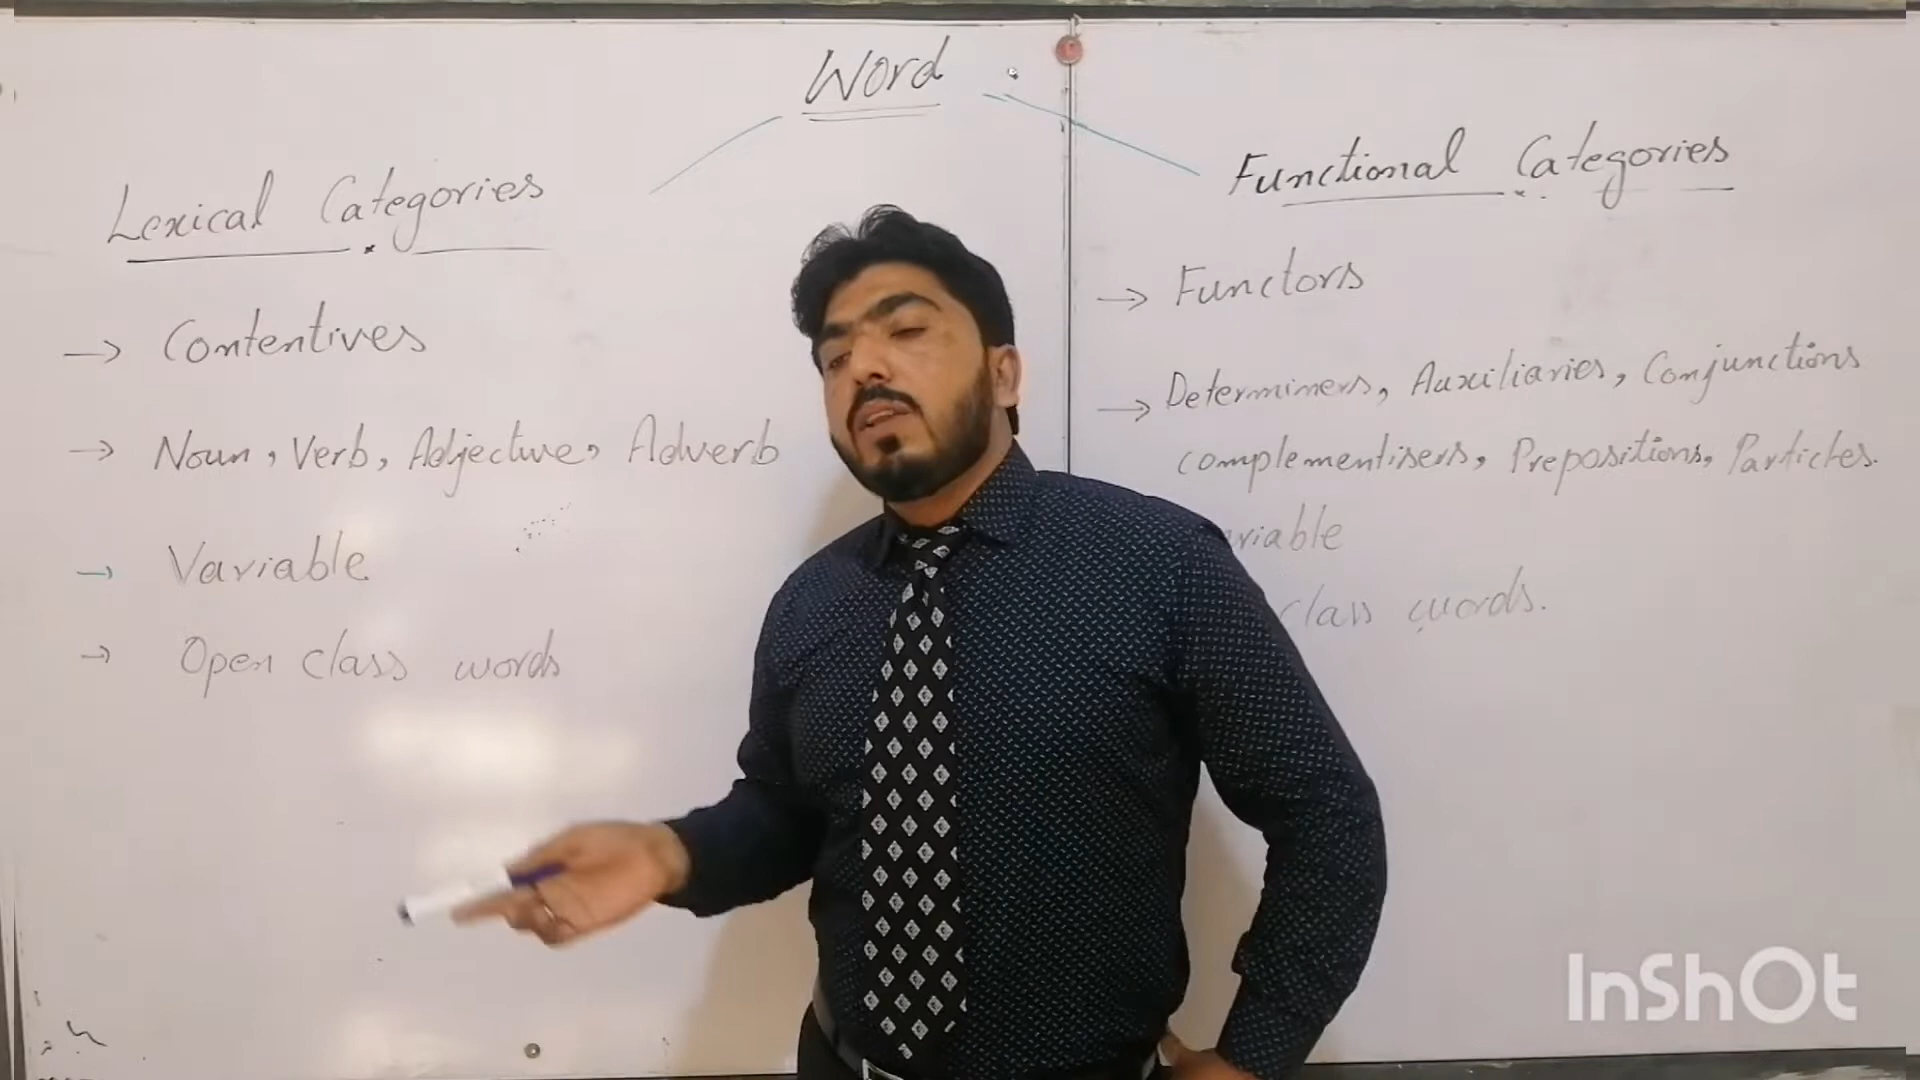 Word
Lexical Categories
→ Contentives
→ Noun, Verb, Adjective, Adverb
→ Variable
→ Open class words
Functional Categories
→ Functors
→ Determiners, Auxiliaries, Conjunctions
complementisers, Prepositions, Particles.
riable
class words.
InShOt